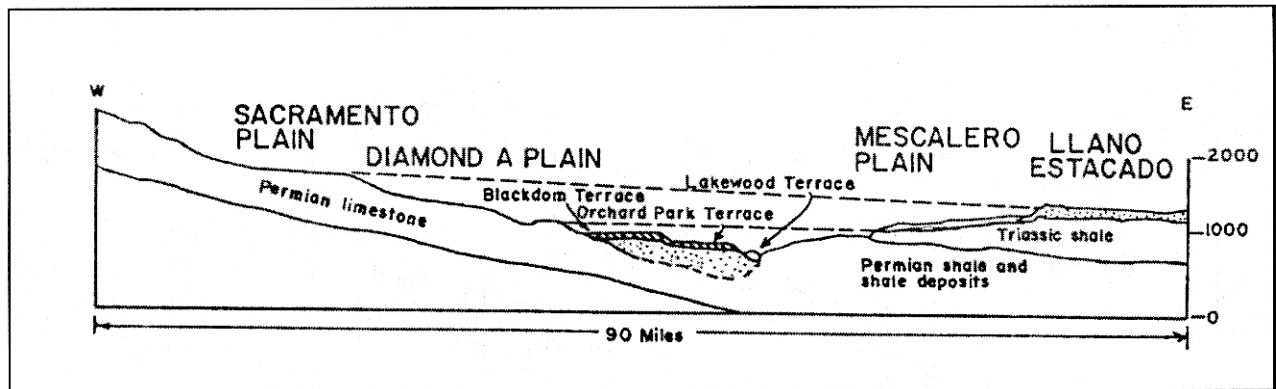 W
E
SACRAMENTO
PLAIN
DIAMOND A PLAIN
MESCALERO
PLAIN
LLANO
ESTACADO
2000
Lakewood Terrace
Blackdom Terrace
Orchard Park Terrace
Permian limestone
Triassic shale
1000
Permian shale and
shale deposits
0
90 Miles